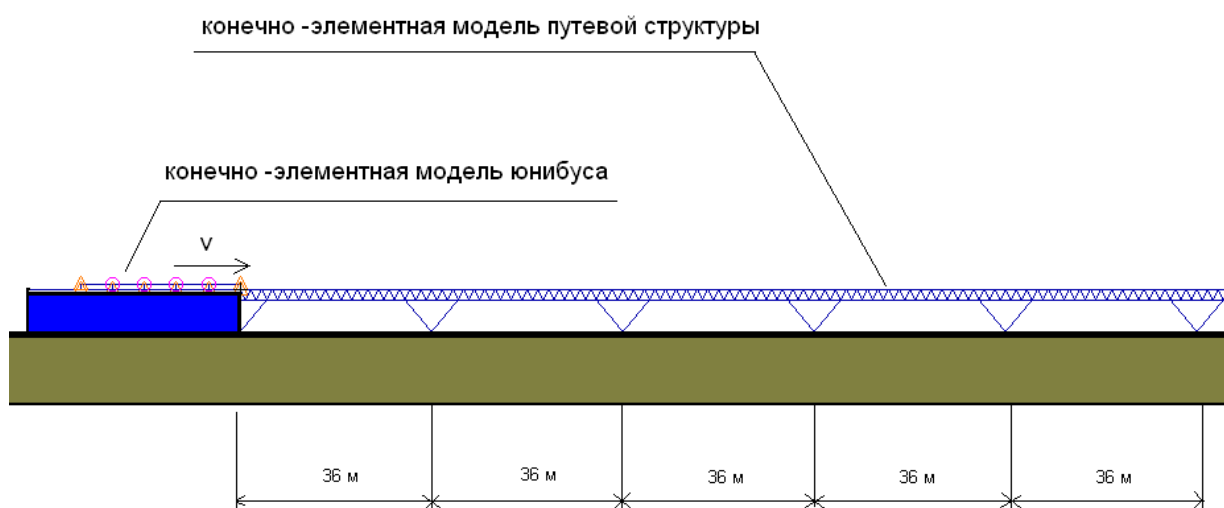 конечно -элементная модель путевой структуры
конечно -элементная модель юнибуса
V
36 м
36 м
36 м
36 м
36 м